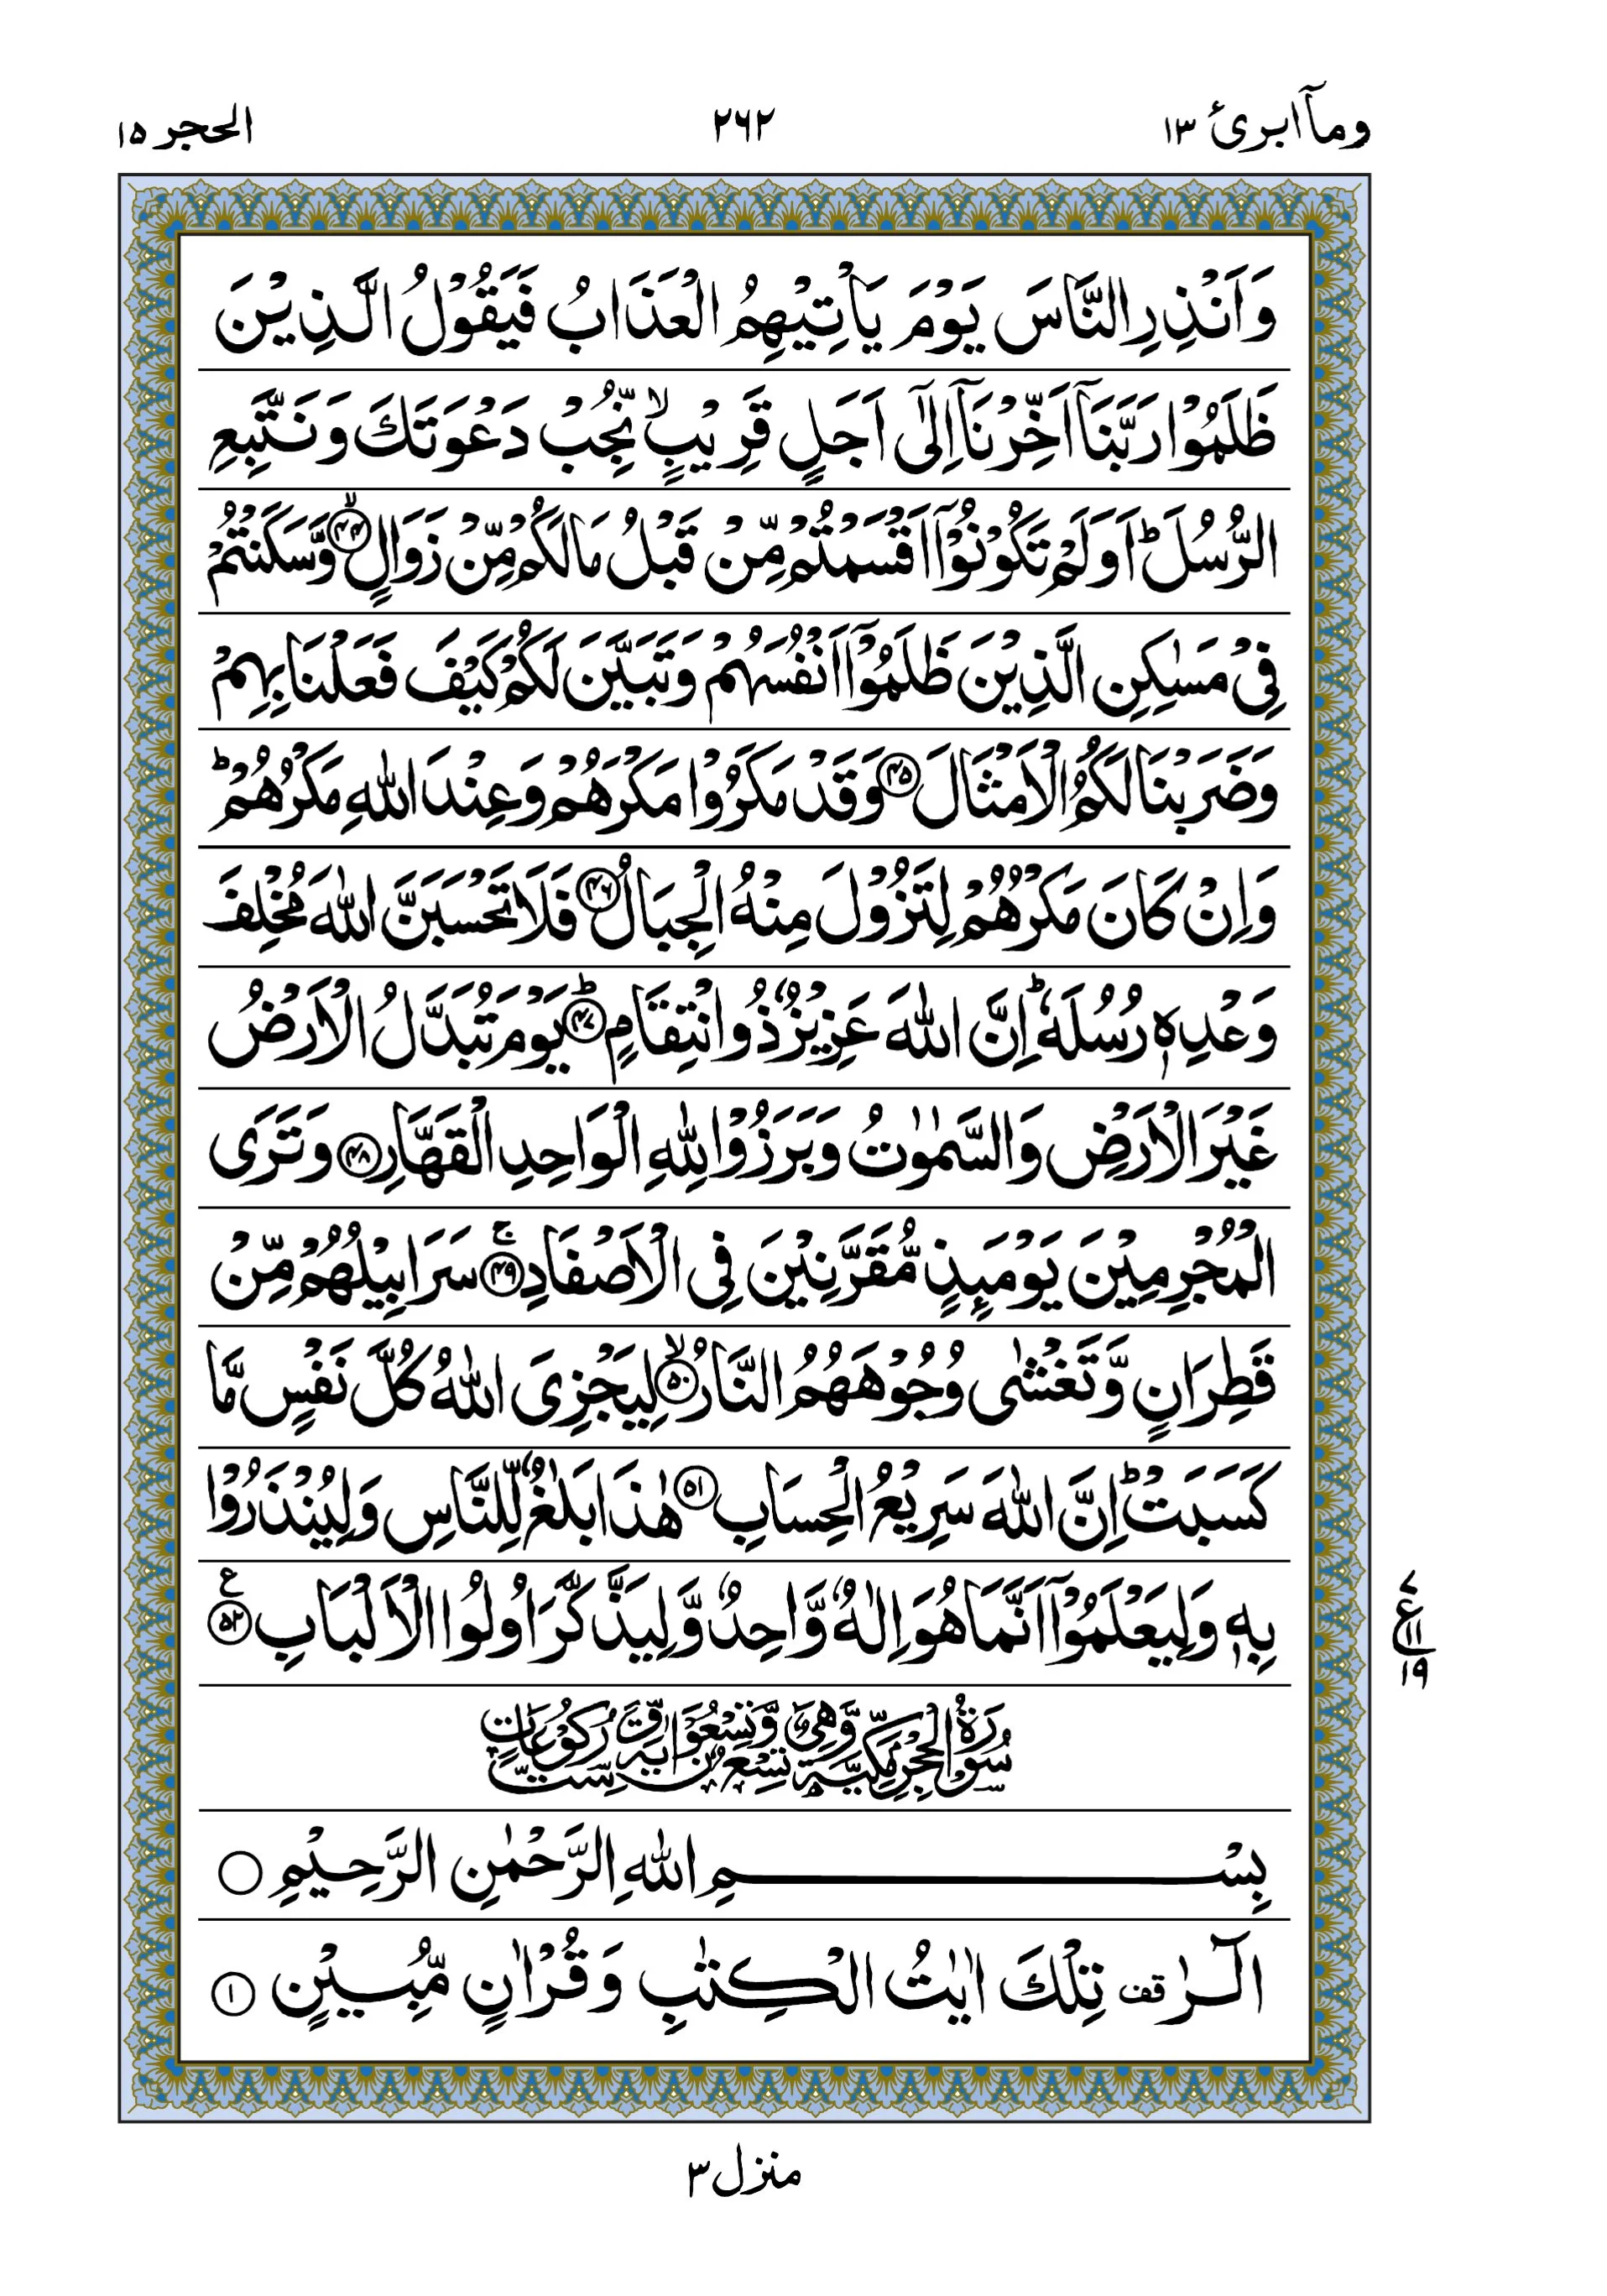 ومآ ابرئ ١٣
٢٦٢
الحجر ١٥
وَاَنْذِرِ النَّاسَ يَوْمَ يَاْتِيْهِمُ الْعَذَابُ فَيَقُوْلُ الَّذِيْنَ
ظَلَمُوْا رَبَّنَاۤ اَخِّرْنَاۤ اِلٰۤى اَجَلٍ قَرِيْبٍۙ نُّجِبْ دَعْوَتَكَ وَنَتَّبِعِ
الرُّسُلَؕ اَوَلَمْ تَكُوْنُوْۤا اَقْسَمْتُمْ مِّنْ قَبْلُ مَا لَكُمْ مِّنْ زَوَالٍۙ ﴿۴۴﴾ وَّسَكَنْتُمْ
فِيْ مَسٰكِنِ الَّذِيْنَ ظَلَمُوْۤا اَنْفُسَهُمْ وَتَبَيَّنَ لَكُمْ كَيْفَ فَعَلْنَا بِهِمْ
وَضَرَبْنَا لَكُمُ الْاَمْثَالَ ﴿۴۵﴾ وَقَدْ مَكَرُوْا مَكْرَهُمْ وَعِنْدَ اللّٰهِ مَكْرُهُمْؕ
وَاِنْ كَانَ مَكْرُهُمْ لِتَزُوْلَ مِنْهُ الْجِبَالُ ﴿۴۶﴾ فَلَا تَحْسَبَنَّ اللّٰهَ مُخْلِفَ
وَعْدِهٖ رُسُلَهٗؕ اِنَّ اللّٰهَ عَزِيْزٌ ذُو انْتِقَامٍؕ ﴿۴۷﴾ يَوْمَ تُبَدَّلُ الْاَرْضُ
غَيْرَ الْاَرْضِ وَالسَّمٰوٰتُ وَبَرَزُوْا لِلّٰهِ الْوَاحِدِ الْقَهَّارِ ﴿۴۸﴾ وَتَرَى
الْمُجْرِمِيْنَ يَوْمَىِٕذٍ مُّقَرَّنِيْنَ فِى الْاَصْفَادِۚ ﴿۴۹﴾ سَرَابِيْلُهُمْ مِّنْ
قَطِرَانٍ وَّتَغْشٰى وُجُوْهَهُمُ النَّارُۙ ﴿۵۰﴾ لِيَجْزِىَ اللّٰهُ كُلَّ نَفْسٍ مَّا
كَسَبَتْؕ اِنَّ اللّٰهَ سَرِيْعُ الْحِسَابِ ﴿۵۱﴾ هٰذَا بَلٰغٌ لِّلنَّاسِ وَلِيُنْذَرُوْا
بِهٖ وَلِيَعْلَمُوْۤا اَنَّمَا هُوَ اِلٰهٌ وَّاحِدٌ وَّلِيَذَّكَّرَ اُولُوا الْاَلْبَابِ ﴿۵۲﴾ ع
٧ ع ١١ ١٩
سُوْرَةُ الْحِجْرِ مَكِّيَّةٌ وَّهِيَ تِسْعٌ وَّتِسْعُوْنَ اٰيَةً وَّسِتُّ رُكُوْعَاتٍ
بِسْمِ اللّٰهِ الرَّحْمٰنِ الرَّحِيْمِ
الٓرٰ قف تِلْكَ اٰيٰتُ الْكِتٰبِ وَقُرْاٰنٍ مُّبِيْنٍ ﴿۱﴾
منزل ٣